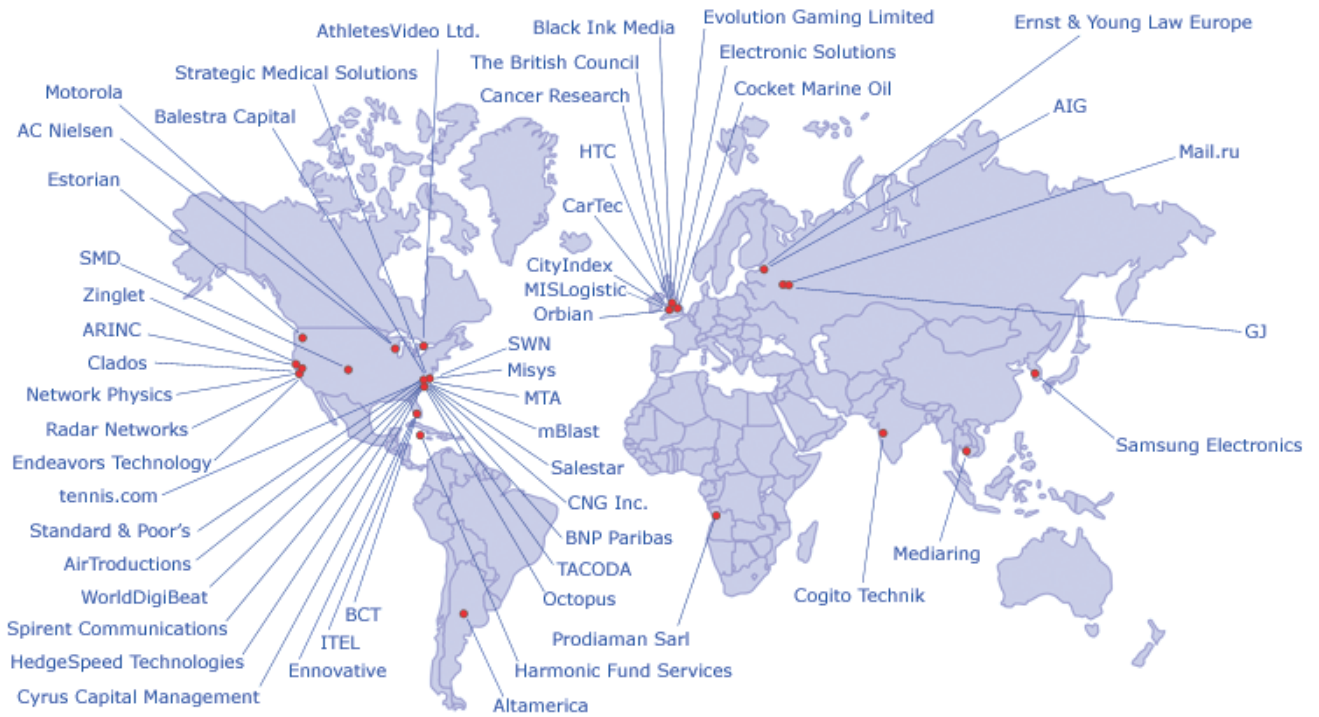 Evolution Gaming Limited
Ernst & Young Law Europe
Black Ink Media
AthletesVideo Ltd.
Electronic Solutions
The British Council
Strategic Medical Solutions
Cocket Marine Oil
Motorola
Cancer Research
AIG
Balestra Capital
AC Nielsen
HTC
Mail.ru
Estorian
CarTec
SMD
CityIndex
Zinglet
MISLogistic
Orbian
ARINC
GJ
SWN
Clados
Misys
Network Physics
MTA
Radar Networks
mBlast
Samsung Electronics
Endeavors Technology
Salestar
tennis.com
CNG Inc.
Standard & Poor's
BNP Paribas
Mediaring
AirTroductions
TACODA
WorldDigiBeat
Octopus
Cogito Technik
BCT
Spirent Communications
ITEL
Prodiaman Sarl
HedgeSpeed Technologies
Ennovative
Harmonic Fund Services
Cyrus Capital Management
Altamerica